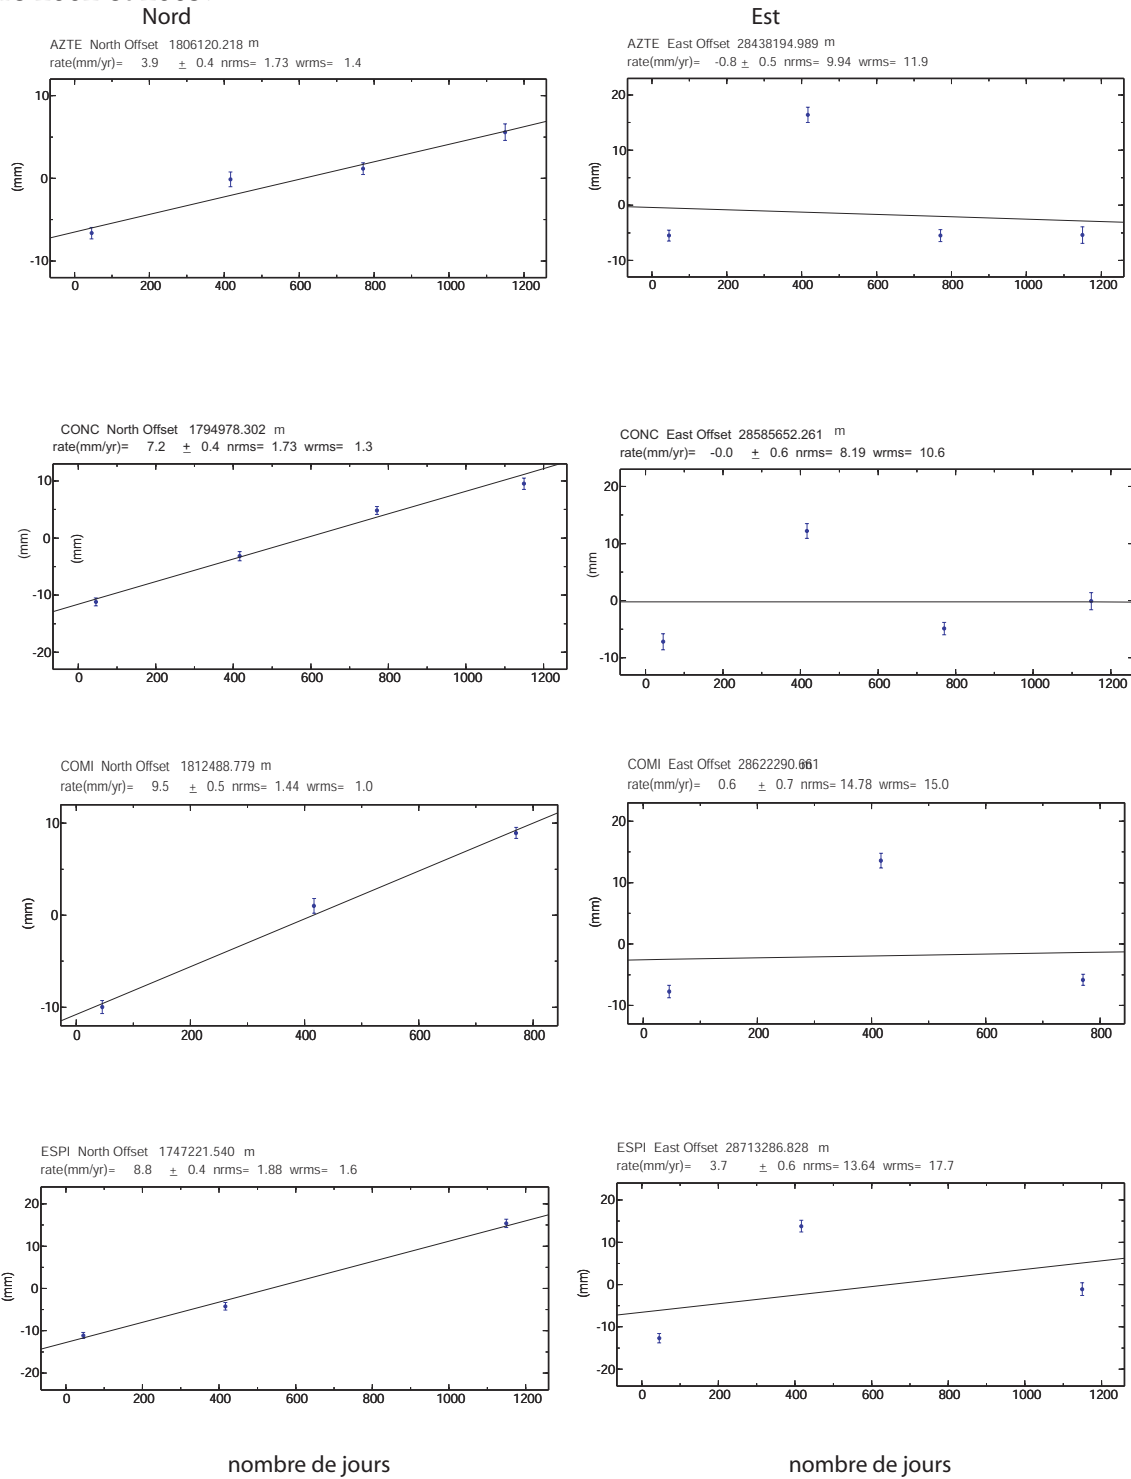 Nord
Est
AZTE North Offset 1806120.218 m
rate(mm/yr)= 3.9 ± 0.4 nrms= 1.73 wrms= 1.4
10
0
-10
(mm)
0 200 400 600 800 1000 1200
AZTE East Offset 28438194.989 m
rate(mm/yr)= -0.8 ± 0.5 nrms= 9.94 wrms= 11.9
20
10
0
-10
(mm)
0 200 400 600 800 1000 1200
CONC North Offset 1794978.302 m
rate(mm/yr)= 7.2 ± 0.4 nrms= 1.73 wrms= 1.3
10
0
-10
-20
(mm)
(mm)
0 200 400 600 800 1000 1200
CONC East Offset 28585652.261 m
rate(mm/yr)= -0.0 ± 0.6 nrms= 8.19 wrms= 10.6
20
10
0
-10
(mm
0 200 400 600 800 1000 1200
COMI North Offset 1812488.779 m
rate(mm/yr)= 9.5 ± 0.5 nrms= 1.44 wrms= 1.0
10
0
-10
(mm)
0 200 400 600 800
COMI East Offset
rate(mm/yr)= 0.6 ± 0.7 nrms= 14.78 wrms= 15.0
20
10
0
-10
(mm)
0 200 400 600 800
ESPI North Offset 1747221.540 m
rate(mm/yr)= 8.8 ± 0.4 nrms= 1.88 wrms= 1.6
20
10
0
-10
-20
(mm)
0 200 400 600 800 1000 1200
ESPI East Offset 28713286.828 m
rate(mm/yr)= 3.7 ± 0.6 nrms= 13.64 wrms= 17.7
20
10
0
-10
-20
(mm)
0 200 400 600 800 1000 1200
nombre de jours
nombre de jours